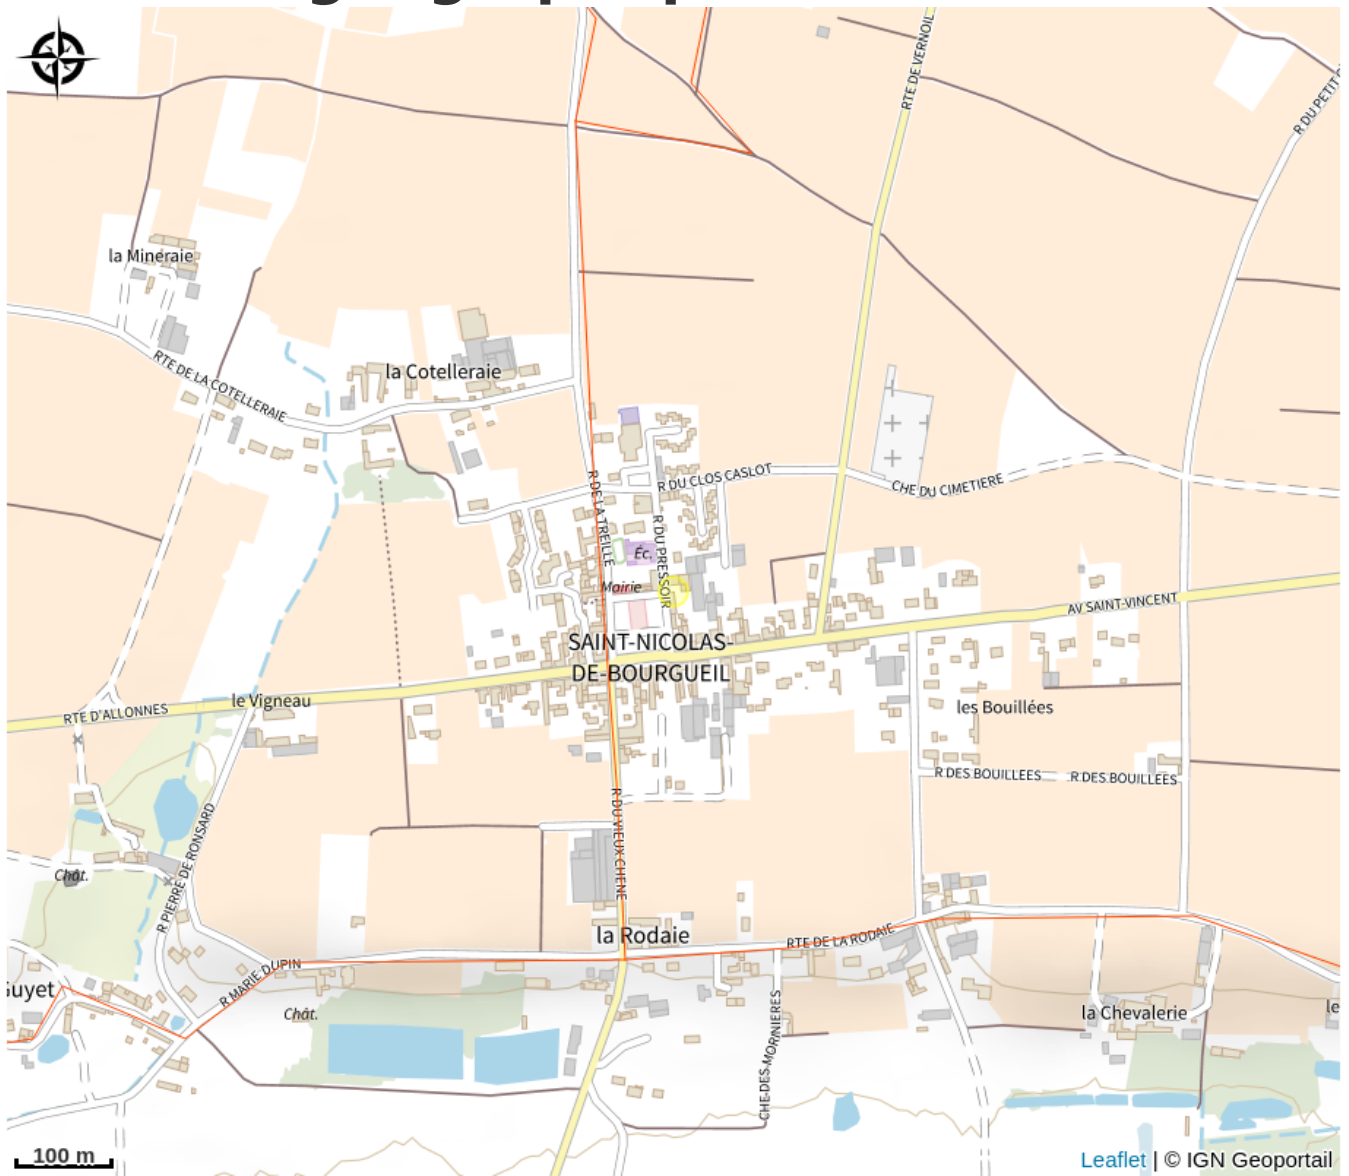 RTE DE VERNOIL
R DU PETIT
la Mineraie
RTE DE LA COTELLERAIE
la Cotelleraie
R DU CLOS CASLOT
CHE DU CIMETIERE
R DE LA TREILLE
R DU PRESSOIR
Éc.
Mairie
AV SAINT-VINCENT
SAINT-NICOLAS-
DE-BOURGUEIL
le Vigneau
RTE D'ALLONNES
les Bouillées
R DES BOUILLEES
R DES BOUILLEES
R PIERRE DE RONSARD
R DU VIEUX CHENE
Chât.
la Rodaie
RTE DE LA RODAIE
R MARIE DUPIN
Guyet
Chât.
CHE DES MORINIERES
la Chevalerie
le
100 m
Leaflet | © IGN Geoportail